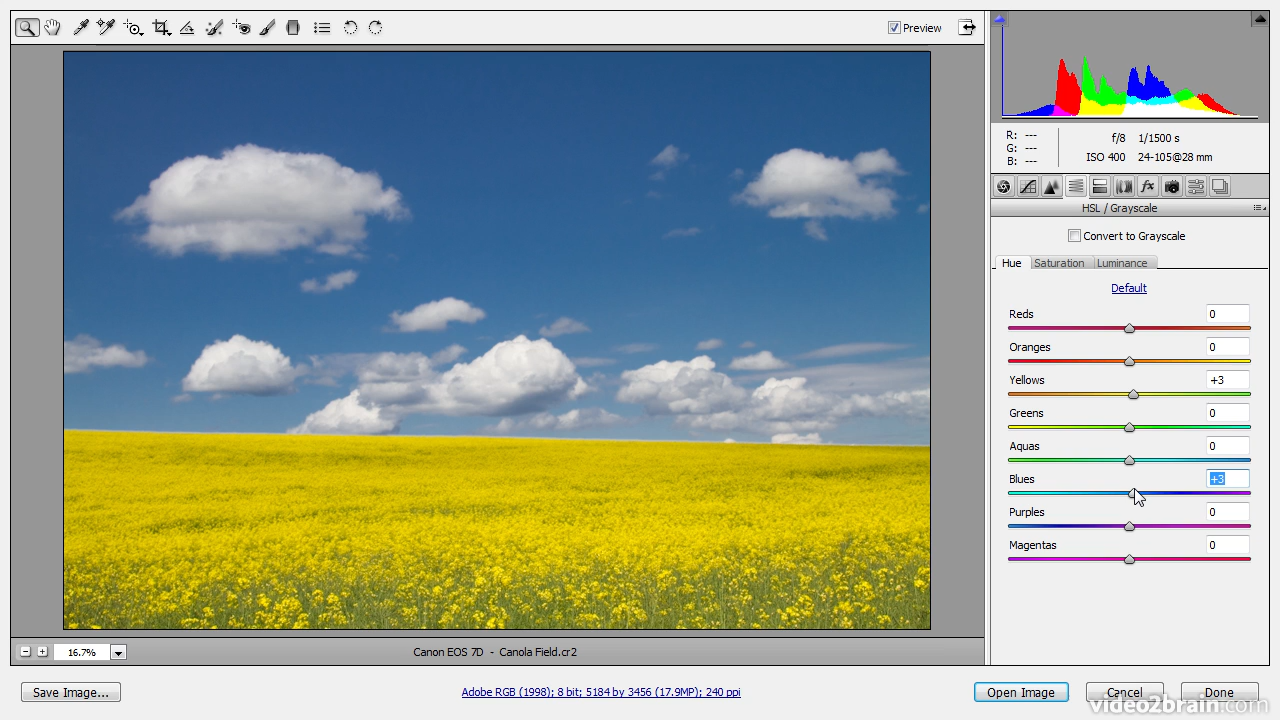 Preview
R: ---
G: ---
B: ---
f/8 1/1500 s
ISO 400 24-105@28 mm
fx
HSL / Grayscale
Convert to Grayscale
Hue Saturation Luminance
Default
Reds 0
Oranges 0
Yellows +3
Greens 0
Aquas 0
Blues +3
Purples 0
Magentas 0
16.7% Canon EOS 7D - Canola Field.cr2
Save Image... Adobe RGB (1998); 8 bit; 5184 by 3456 (17.9MP); 240 ppi Open Image Cancel Done
video2brain.com